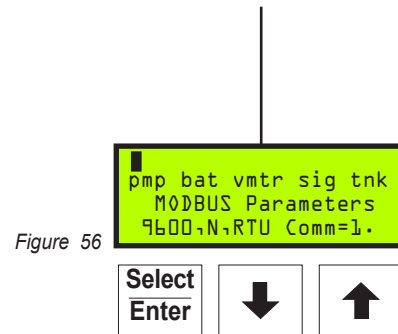 pmp bat vmtr sig tnk
MODBUS Parameters
9600,N,RTU Comm=1.
Figure 56
Select
Enter